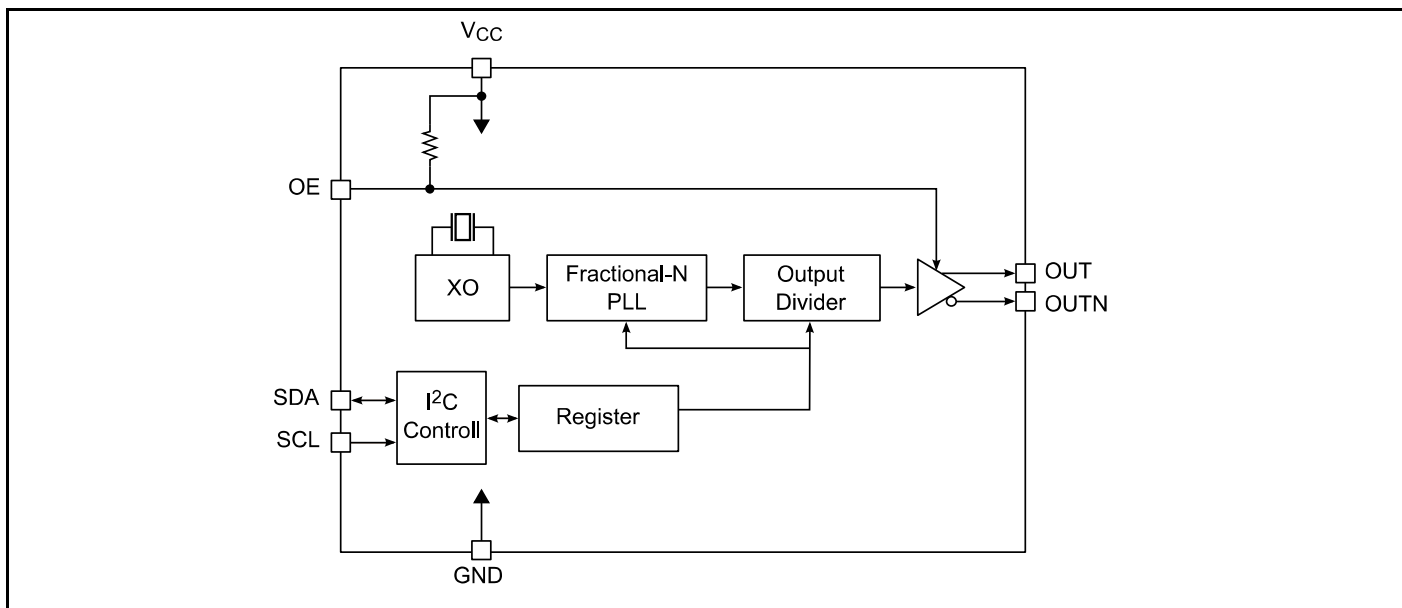 VCC
OE
XO
Fractional-N
PLL
Output
Divider
OUT
OUTN
SDA
SCL
I²C
Controll
Register
GND